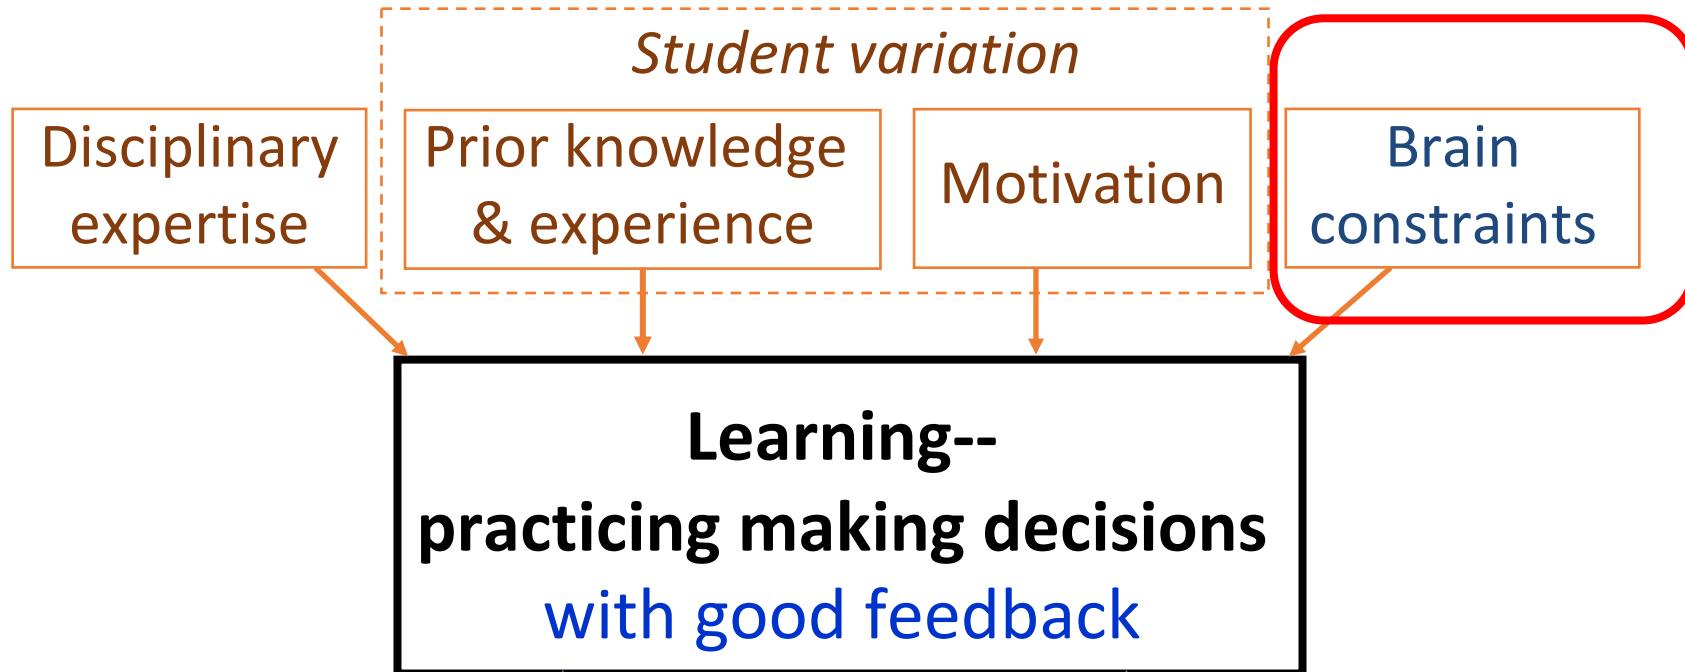 Student variation
Disciplinary
expertise
Prior knowledge
& experience
Motivation
Brain
constraints
Learning--
practicing making decisions
with good feedback